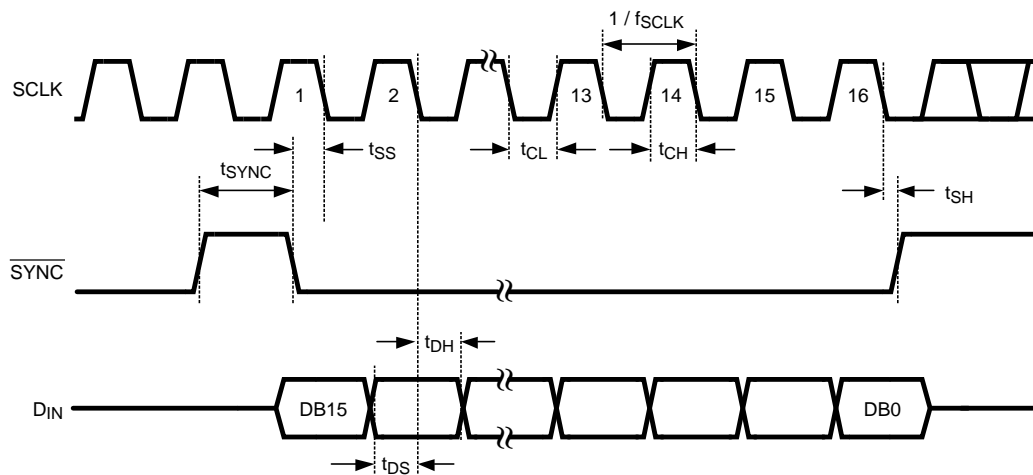 1 / fSCLK
SCLK
1
2
13
14
15
16
tSS
tCL
tCH
tSYNC
tSH
SYNC
tDH
DIN
DB15
DB0
tDS